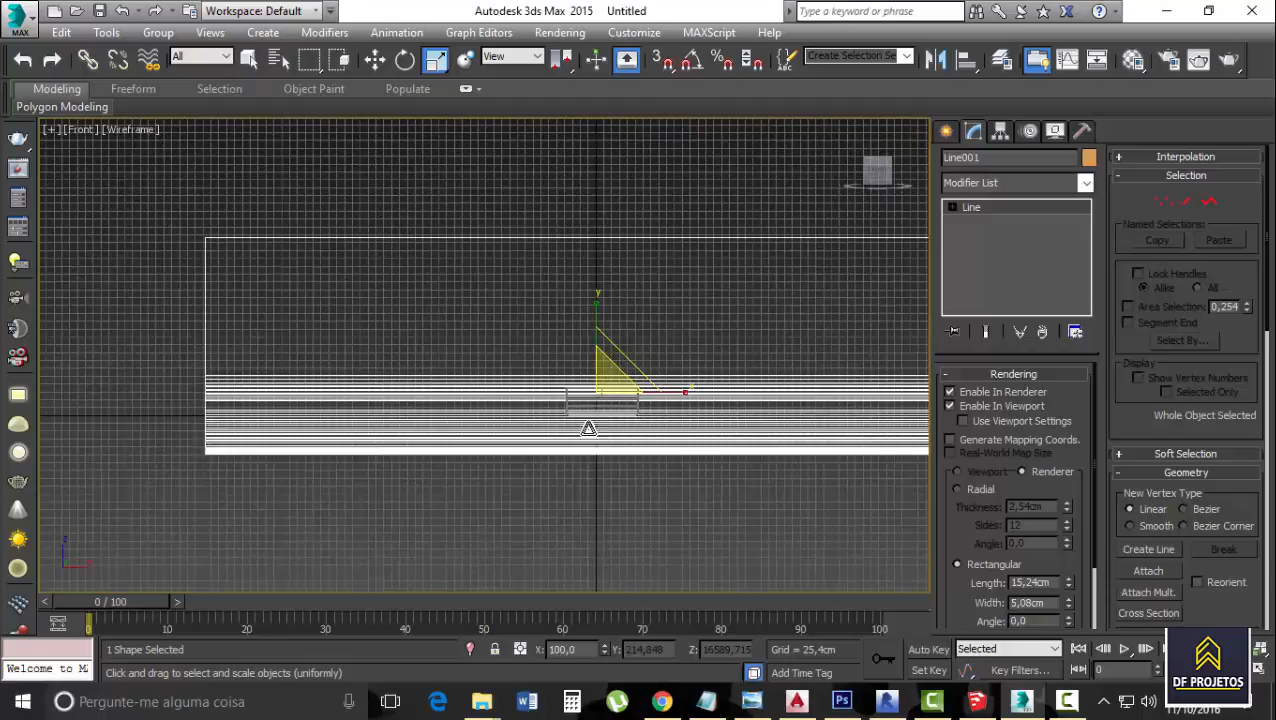 MAX
Workspace: Default
Autodesk 3ds Max 2015 Untitled
Type a keyword or phrase
Edit Tools Group Views Create Modifiers Animation Graph Editors Rendering Customize MAXScript Help
All View Create Selection Se
Modeling Freeform Selection Object Paint Populate
Polygon Modeling
[+] [Front] [Wireframe]
y
z
Line001
Modifier List
Line
Interpolation
Selection
Named Selections:
Copy Paste
Lock Handles
Alike All
Area Selection: 0,254
Segment End
Select By...
Display
Show Vertex Numbers
Selected Only
Whole Object Selected
Soft Selection
Geometry
New Vertex Type
Linear Bezier
Smooth Bezier Corner
Create Line Break
Attach Reorient
Attach Mult.
Cross Section
Rendering
Enable In Renderer
Enable In Viewport
Use Viewport Settings
Generate Mapping Coords.
Real-World Map Size
Viewport Renderer
Radial
Thickness: 2,54cm
Sides: 12
Angle: 0,0
Rectangular
Length: 15,24cm
Width: 5,08cm
Angle: 0,0
0 / 100
0 10 20 30 40 50 60 70 80 90 100
1 Shape Selected
X: 100,0 Y: 214,848 Z: 16589,715 Grid = 25,4cm
Auto Key Selected
Welcome to M
Click and drag to select and scale objects (uniformly)
Add Time Tag
Set Key Key Filters... 0
DF PROJETOS
Pergunte-me alguma coisa
11/10/2016